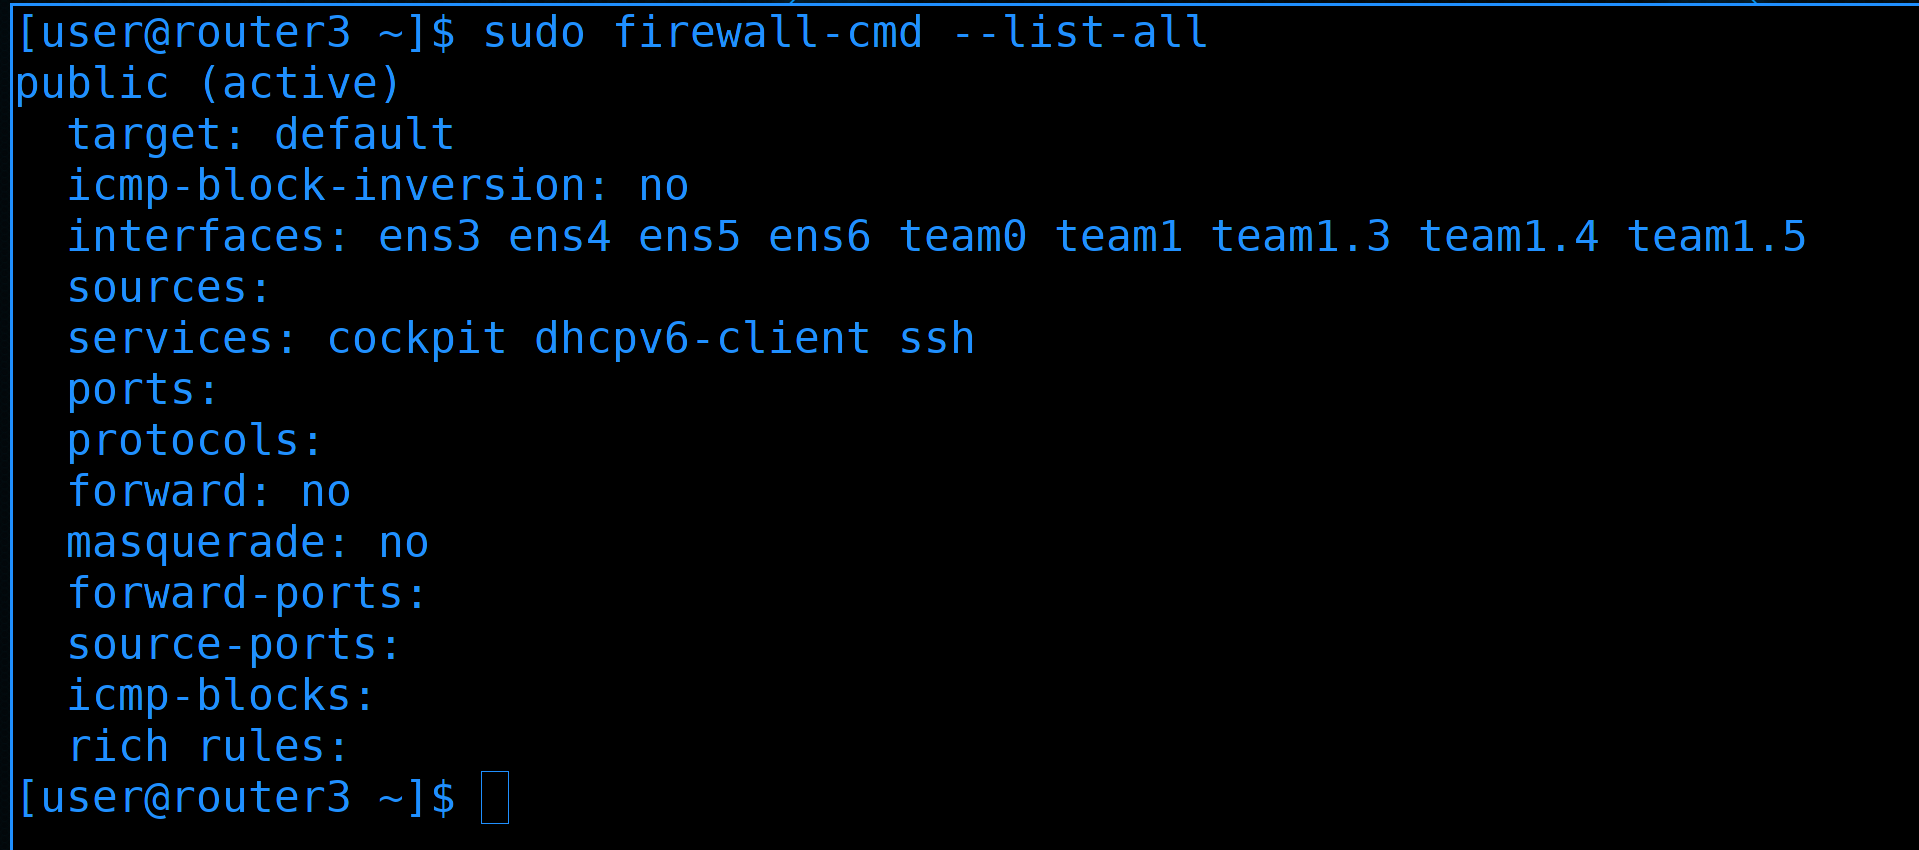 [user@router3 ~]$ sudo firewall-cmd --list-all
public (active)
  target: default
  icmp-block-inversion: no
  interfaces: ens3 ens4 ens5 ens6 team0 team1 team1.3 team1.4 team1.5
  sources:
  services: cockpit dhcpv6-client ssh
  ports:
  protocols:
  forward: no
  masquerade: no
  forward-ports:
  source-ports:
  icmp-blocks:
  rich rules:
[user@router3 ~]$